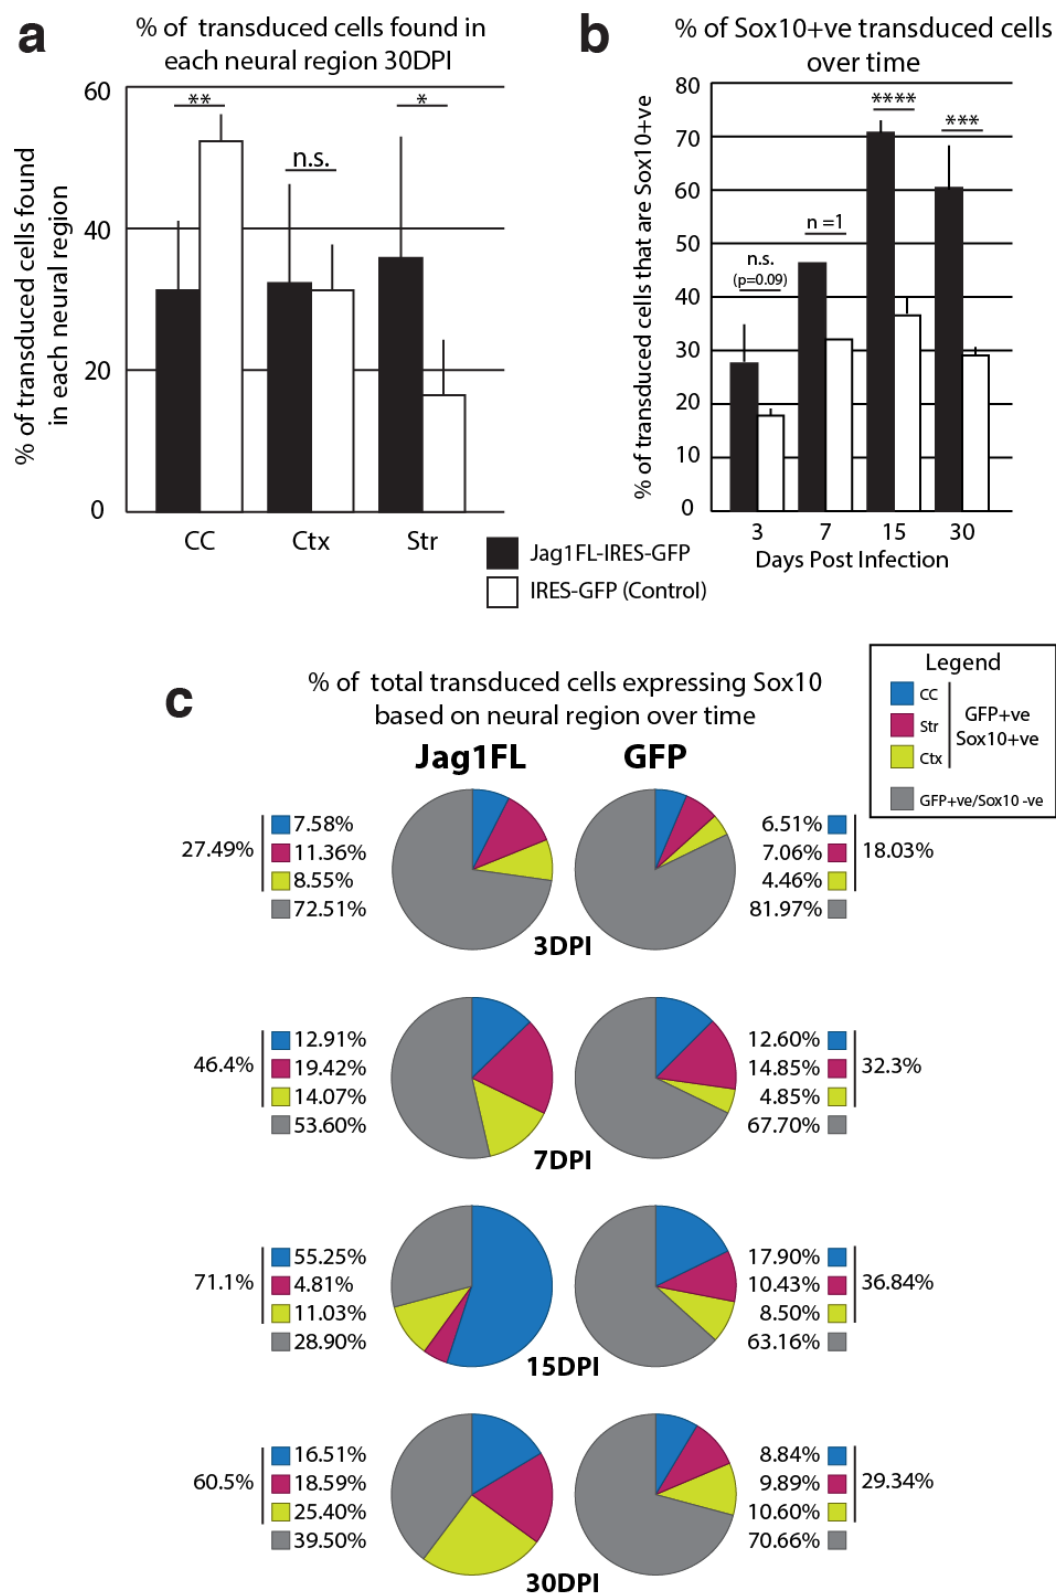 a
% of transduced cells found in
each neural region 30DPI
% of transduced cells found
in each neural region
60
40
20
0
**
n.s.
*
CC
Ctx
Str
b
% of Sox10+ve transduced cells
over time
% of transduced cells that are Sox10+ve
80
70
60
50
40
30
20
10
0
n.s.
(p=0.09)
n =1
****
***
3
7
15
30
Days Post Infection
Jag1FL-IRES-GFP
IRES-GFP (Control)
c
% of total transduced cells expressing Sox10
based on neural region over time
Legend
CC
Str
Ctx
GFP+ve
Sox10+ve
GFP+ve/Sox10 -ve
Jag1FL
GFP
27.49%
7.58%
11.36%
8.55%
72.51%
6.51%
7.06%
4.46%
81.97%
18.03%
3DPI
46.4%
12.91%
19.42%
14.07%
53.60%
12.60%
14.85%
4.85%
67.70%
32.3%
7DPI
71.1%
55.25%
4.81%
11.03%
28.90%
17.90%
10.43%
8.50%
63.16%
36.84%
15DPI
60.5%
16.51%
18.59%
25.40%
39.50%
8.84%
9.89%
10.60%
70.66%
29.34%
30DPI